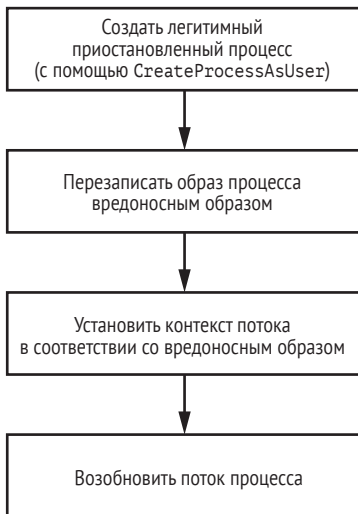 Создать легитимный
приостановленный процесс
(с помощью CreateProcessAsUser)
Перезаписать образ процесса
вредоносным образом
Установить контекст потока
в соответствии со вредоносным образом
Возобновить поток процесса